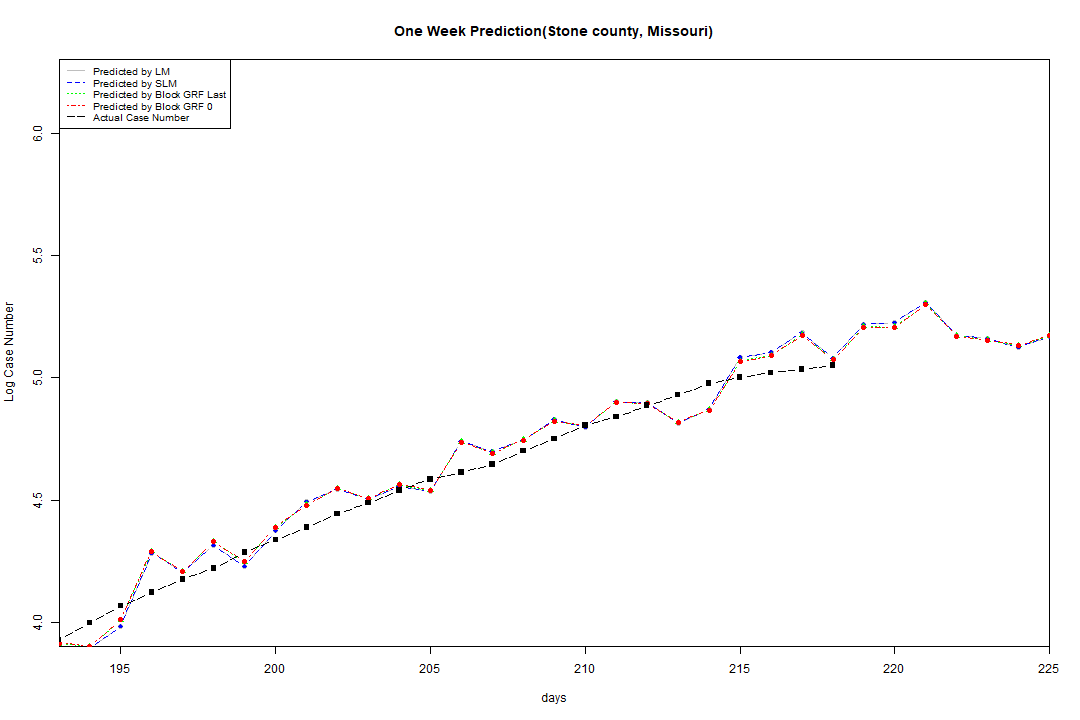 One Week Prediction(Stone county, Missouri)
Predicted by LM
Predicted by SLM
Predicted by Block GRF Last
Predicted by Block GRF 0
Actual Case Number
6.0
5.5
5.0
4.5
4.0
Log Case Number
195 200 205 210 215 220 225
days